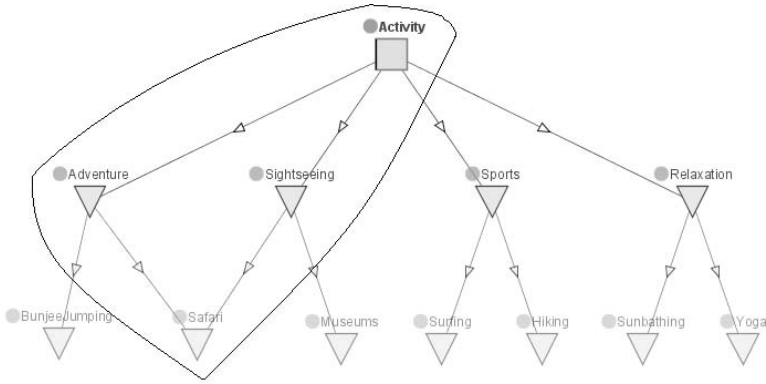 Activity
Adventure
Sightseeing
Sports
Relaxation
BunjeeJumping
Safari
Museums
Surfing
Hiking
Sunbathing
Yoga